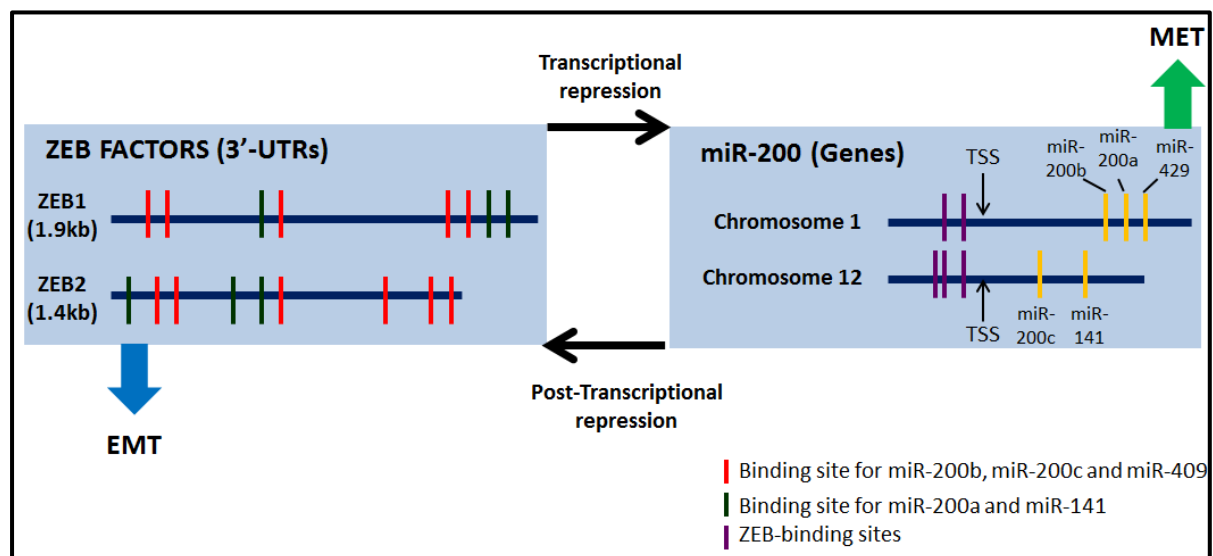 MET
Transcriptional
repression
ZEB FACTORS (3’-UTRs)
ZEB1
(1.9kb)
ZEB2
(1.4kb)
EMT
miR-200 (Genes)
TSS
miR-
200b
miR-
200a
miR-
429
Chromosome 1
Chromosome 12
TSS
miR-
200c
miR-
141
Post-Transcriptional
repression
Binding site for miR-200b, miR-200c and miR-409
Binding site for miR-200a and miR-141
ZEB-binding sites